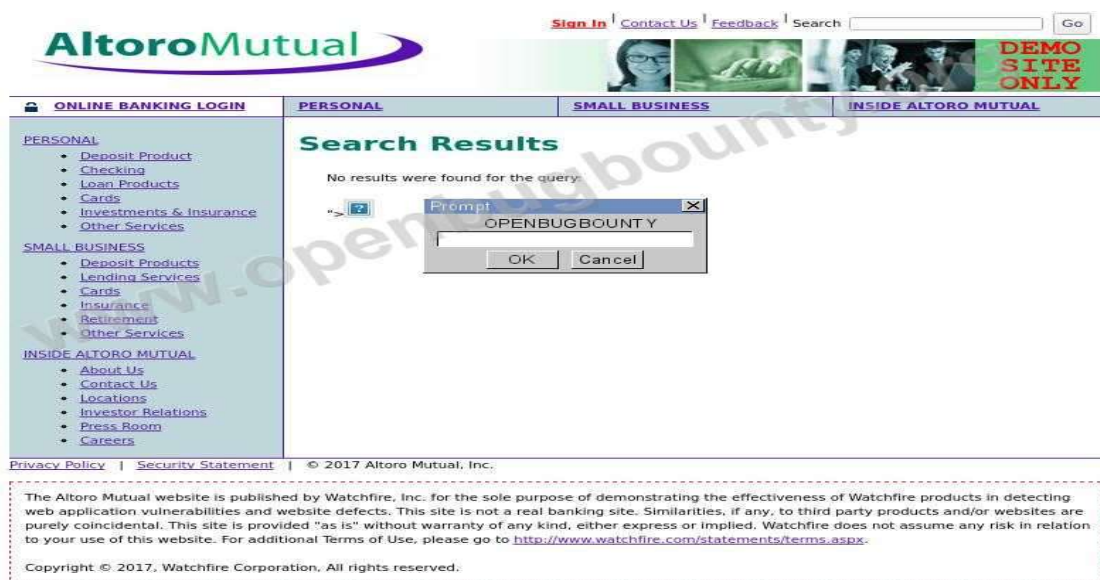 Sign In | Contact Us | Feedback | Search Go
AltoroMutual
DEMO
SITE
ONLY
ONLINE BANKING LOGIN PERSONAL SMALL BUSINESS INSIDE ALTORO MUTUAL
PERSONAL
• Deposit Product
• Checking
• Loan Products
• Cards
• Investments & Insurance
• Other Services
SMALL BUSINESS
• Deposit Products
• Lending Services
• Cards
• Insurance
• Retirement
• Other Services
INSIDE ALTORO MUTUAL
• About Us
• Contact Us
• Locations
• Investor Relations
• Press Room
• Careers
Search Results
No results were found for the query:
">
Prompt
OPENBUGBOUNTY
OK Cancel
www.openbugbounty.org
Privacy Policy | Security Statement | © 2017 Altoro Mutual, Inc.
The Altoro Mutual website is published by Watchfire, Inc. for the sole purpose of demonstrating the effectiveness of Watchfire products in detecting
web application vulnerabilities and website defects. This site is not a real banking site. Similarities, if any, to third party products and/or websites are
purely coincidental. This site is provided "as is" without warranty of any kind, either express or implied. Watchfire does not assume any risk in relation
to your use of this website. For additional Terms of Use, please go to http://www.watchfire.com/statements/terms.aspx.
Copyright © 2017, Watchfire Corporation, All rights reserved.